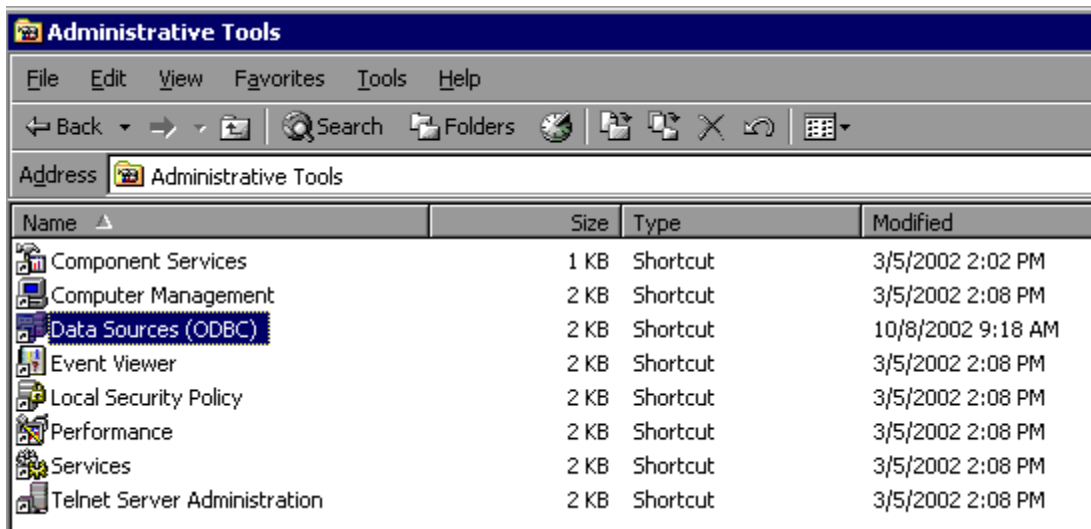 Administrative Tools
File Edit View Favorites Tools Help
Back Search Folders
Address Administrative Tools
Name Size Type Modified
Component Services 1 KB Shortcut 3/5/2002 2:02 PM
Computer Management 2 KB Shortcut 3/5/2002 2:08 PM
Data Sources (ODBC) 2 KB Shortcut 10/8/2002 9:18 AM
Event Viewer 2 KB Shortcut 3/5/2002 2:08 PM
Local Security Policy 2 KB Shortcut 3/5/2002 2:08 PM
Performance 2 KB Shortcut 3/5/2002 2:08 PM
Services 2 KB Shortcut 3/5/2002 2:08 PM
Telnet Server Administration 2 KB Shortcut 3/5/2002 2:08 PM